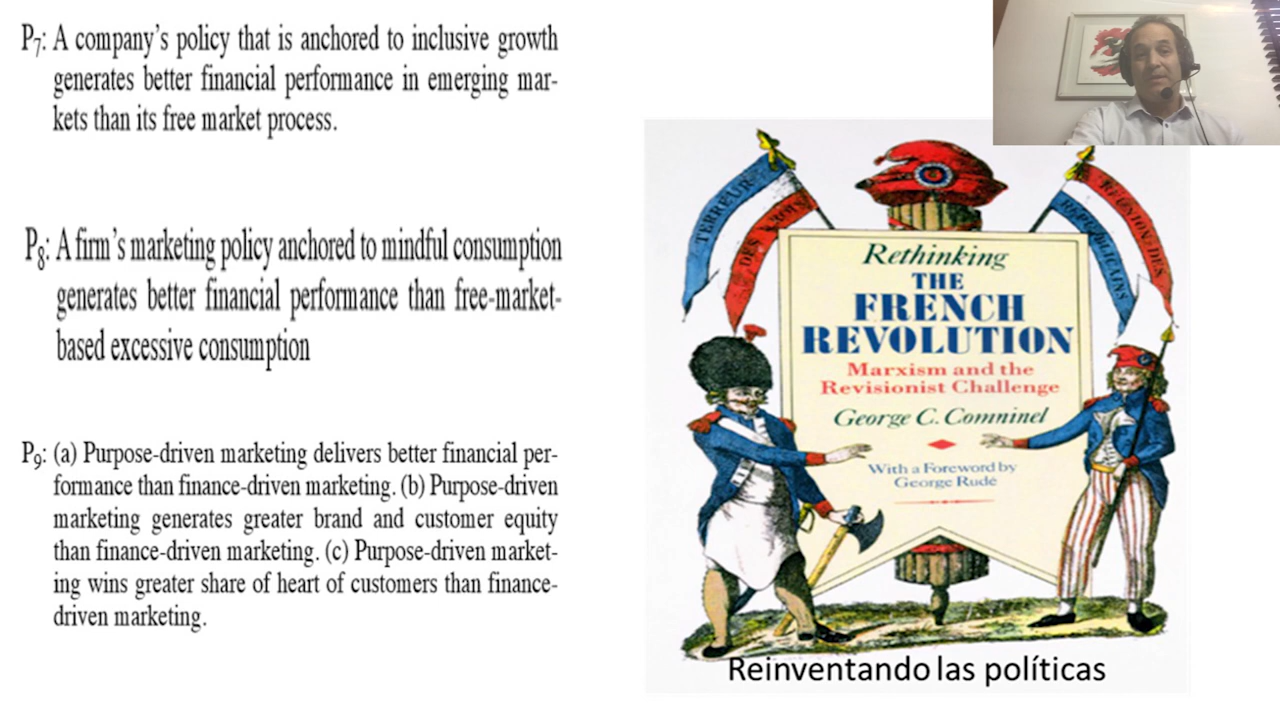 P7: A company's policy that is anchored to inclusive growth
generates better financial performance in emerging mar-
kets than its free market process.
P8: A firm's marketing policy anchored to mindful consumption
generates better financial performance than free-market-
based excessive consumption
P9: (a) Purpose-driven marketing delivers better financial per-
formance than finance-driven marketing. (b) Purpose-driven
marketing generates greater brand and customer equity
than finance-driven marketing. (c) Purpose-driven market-
ing wins greater share of heart of customers than finance-
driven marketing.
TERREUR
DES
REUNION DES
REPUBLICAINS
Rethinking
THE
FRENCH
REVOLUTION
Marxism and the
Revisionist Challenge
George C. Comninel
With a Foreword by
George Rudé
Reinventando las políticas